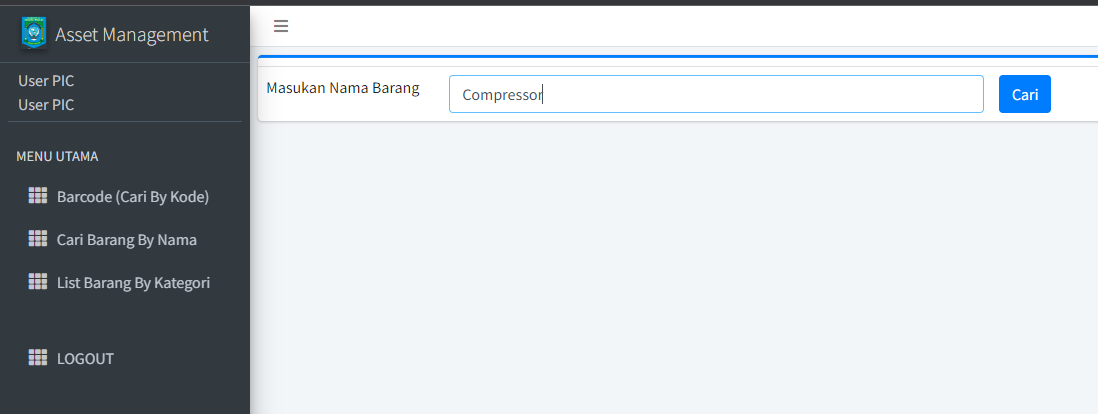 Asset Management
User PIC
User PIC
MENU UTAMA
Barcode (Cari By Kode)
Cari Barang By Nama
List Barang By Kategori
LOGOUT
Masukan Nama Barang
Compressor
Cari